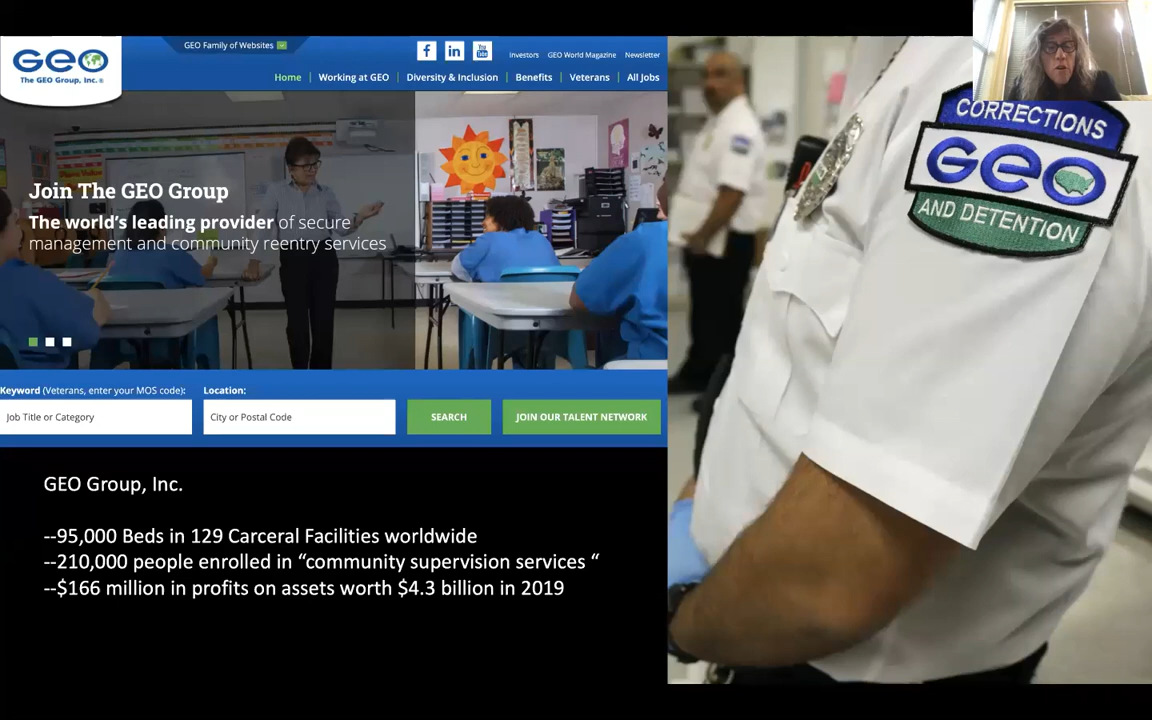 GEO Family of Websites
Investors GEO World Magazine Newsletter
GEO
The GEO Group, Inc.®
Home Working at GEO Diversity & Inclusion Benefits Veterans All Jobs
Join The GEO Group
The world's leading provider of secure
management and community reentry services
Keyword (Veterans, enter your MOS code):
Location:
Job Title or Category
City or Postal Code
SEARCH
JOIN OUR TALENT NETWORK
GEO Group, Inc.
--95,000 Beds in 129 Carceral Facilities worldwide
--210,000 people enrolled in “community supervision services “
--$166 million in profits on assets worth $4.3 billion in 2019
CORRECTIONS
GEO
AND DETENTION